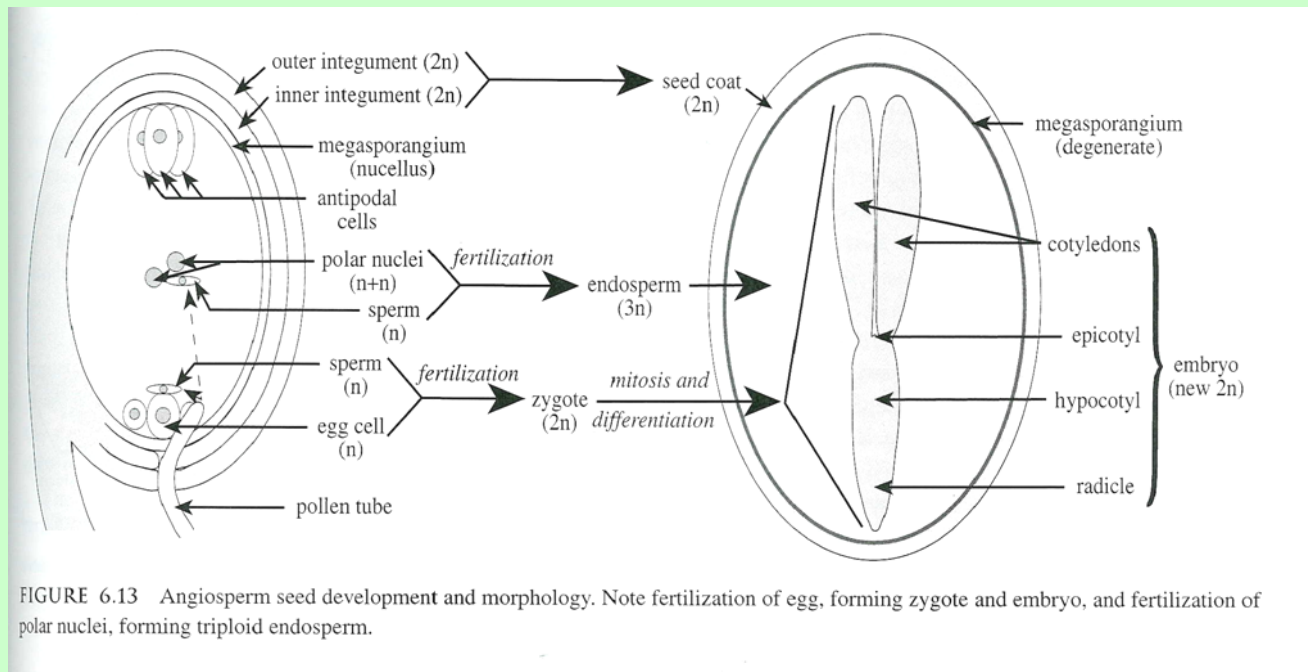 outer integument (2n)
inner integument (2n)
megasporangium
(nucellus)
antipodal
cells
polar nuclei
(n+n)
fertilization
sperm
(n)
endosperm
(3n)
sperm
(n)
fertilization
egg cell
(n)
zygote
(2n)
mitosis and
differentiation
pollen tube
seed coat
(2n)
megasporangium
(degenerate)
cotyledons
epicotyl
hypocotyl
radicle
embryo
(new 2n)
FIGURE 6.13 Angiosperm seed development and morphology. Note fertilization of egg, forming zygote and embryo, and fertilization of
polar nuclei, forming triploid endosperm.